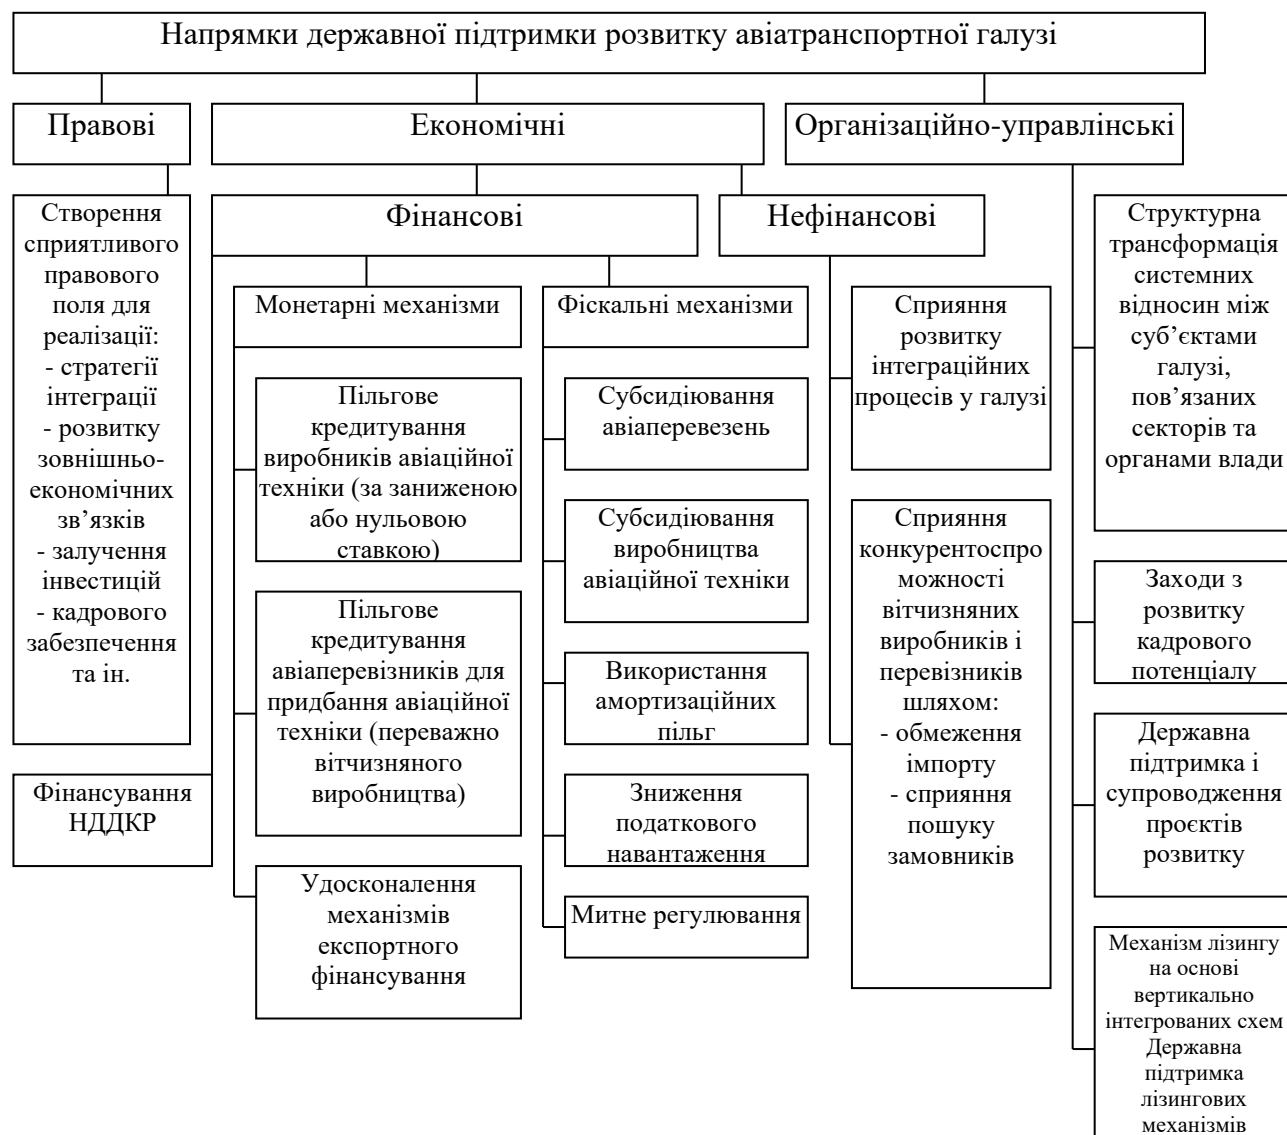 Напрямки державної підтримки розвитку авіатранспортної галузі
Правові
Економічні
Організаційно-управлінські
Створення
сприятливого
правового
поля для
реалізації:
- стратегії
інтеграції
- розвитку
зовнішньо-
економічних
зв’язків
- залучення
інвестицій
- кадрового
забезпечення
та ін.
Фінансування
НДДКР
Фінансові
Нефінансові
Монетарні механізми
Пільгове
кредитування
виробників авіаційної
техніки (за заниженою
або нульовою
ставкою)
Пільгове
кредитування
авіаперевізників для
придбання авіаційної
техніки (переважно
вітчизняного
виробництва)
Удосконалення
механізмів
експортного
фінансування
Фіскальні механізми
Субсидіювання
авіаперевезень
Субсидіювання
виробництва
авіаційної техніки
Використання
амортизаційних
пільг
Зниження
податкового
навантаження
Митне регулювання
Сприяння
розвитку
інтеграційних
процесів у галузі
Сприяння
конкурентоспро
можності
вітчизняних
виробників і
перевізників
шляхом:
- обмеження
імпорту
- сприяння
пошуку
замовників
Структурна
трансформація
системних
відносин між
суб’єктами
галузі,
пов’язаних
секторів та
органами влади
Заходи з
розвитку
кадрового
потенціалу
Державна
підтримка і
супроводження
проєктів
розвитку
Механізм лізингу
на основі
вертикально
інтегрованих схем
Державна
підтримка
лізингових
механізмів